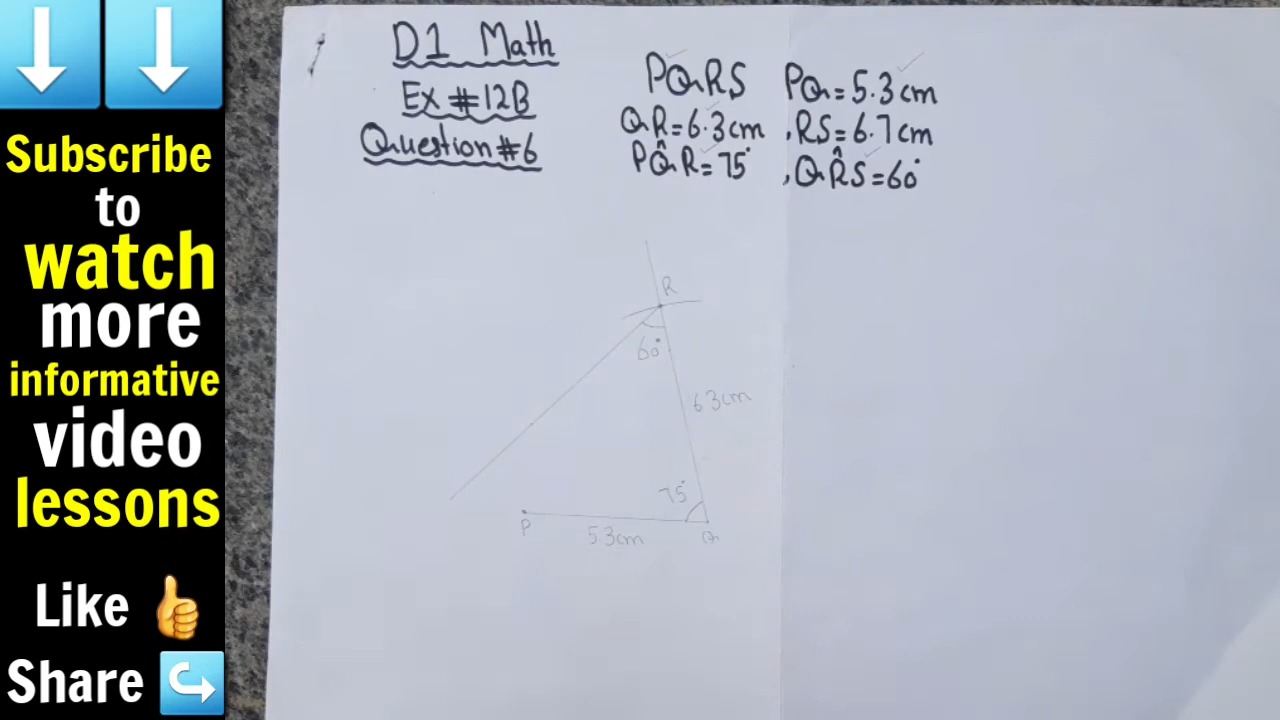 Subscribe
to
watch
more
informative
video
lessons
Like
Share
D1 Math
Ex #12B
Question #6
PQRS PQ=5.3cm
QR=6.3cm ,RS=6.7cm
PQ̂R=75° ,QR̂S=60°
R
60°
6.3cm
75°
P 5.3cm Q